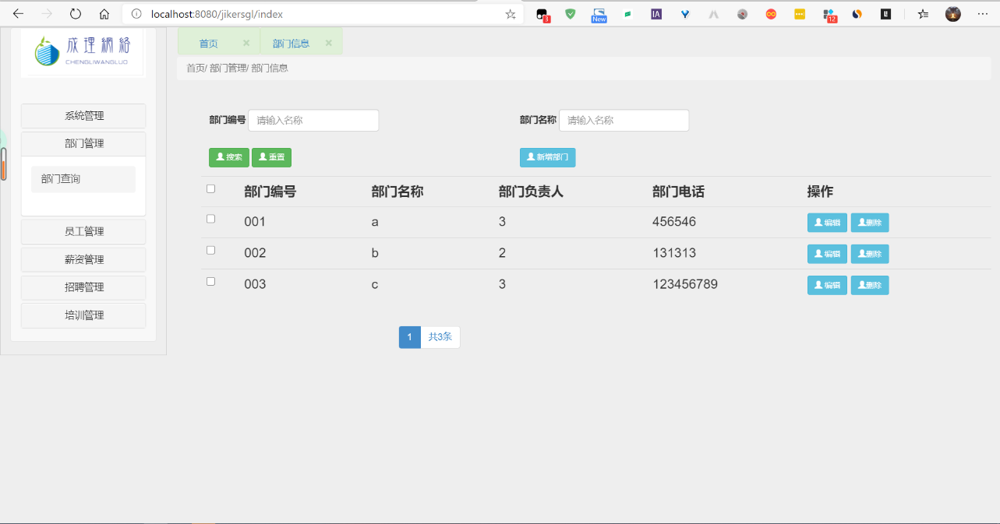 localhost:8080/jikersgl/index
3
New
IA
12
成理網絡
CHENGLIWANGLUO
首页 × 部门信息 ×
首页/ 部门管理/ 部门信息
系统管理
部门管理
部门查询
员工管理
薪资管理
招聘管理
培训管理
部门编号 请输入名称 部门名称 请输入名称
搜索 重置 新增部门
部门编号 部门名称 部门负责人 部门电话 操作
001 a 3 456546 编辑 删除
002 b 2 131313 编辑 删除
003 c 3 123456789 编辑 删除
1 共3条